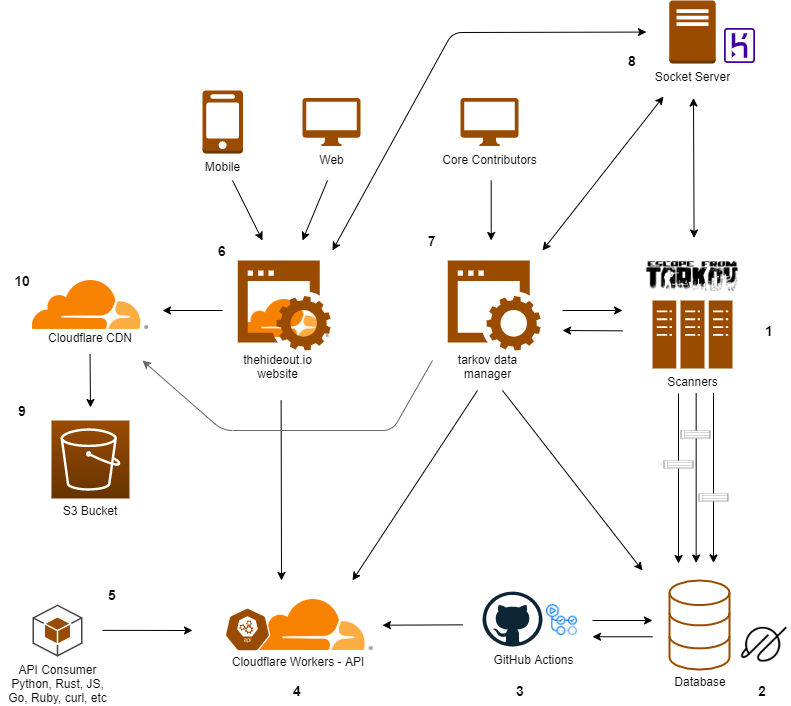 8
Socket Server
Mobile
Web
Core Contributors
6
7
ESCAPE FROM
TARKOV
10
Cloudflare CDN
thehideout.io
website
tarkov data
manager
1
Scanners
9
S3 Bucket
5
API Consumer
Python, Rust, JS,
Go, Ruby, curl, etc
api
Cloudflare Workers - API
4
GitHub Actions
3
Database
2